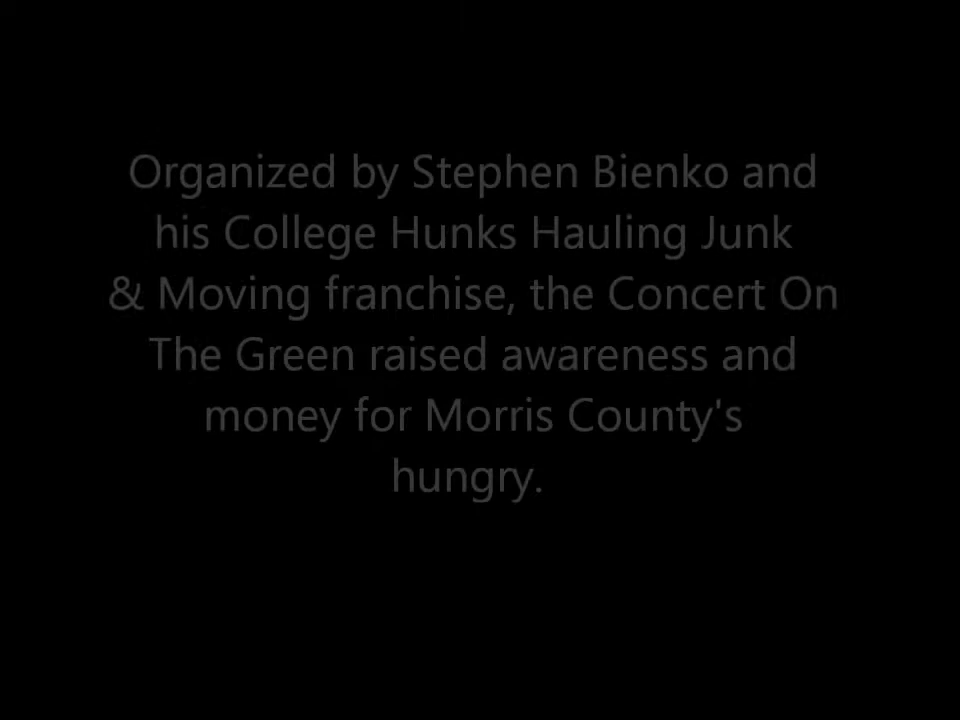 Organized by Stephen Bienko and
his College Hunks Hauling Junk
& Moving franchise, the Concert On
The Green raised awareness and
money for Morris County's
hungry.